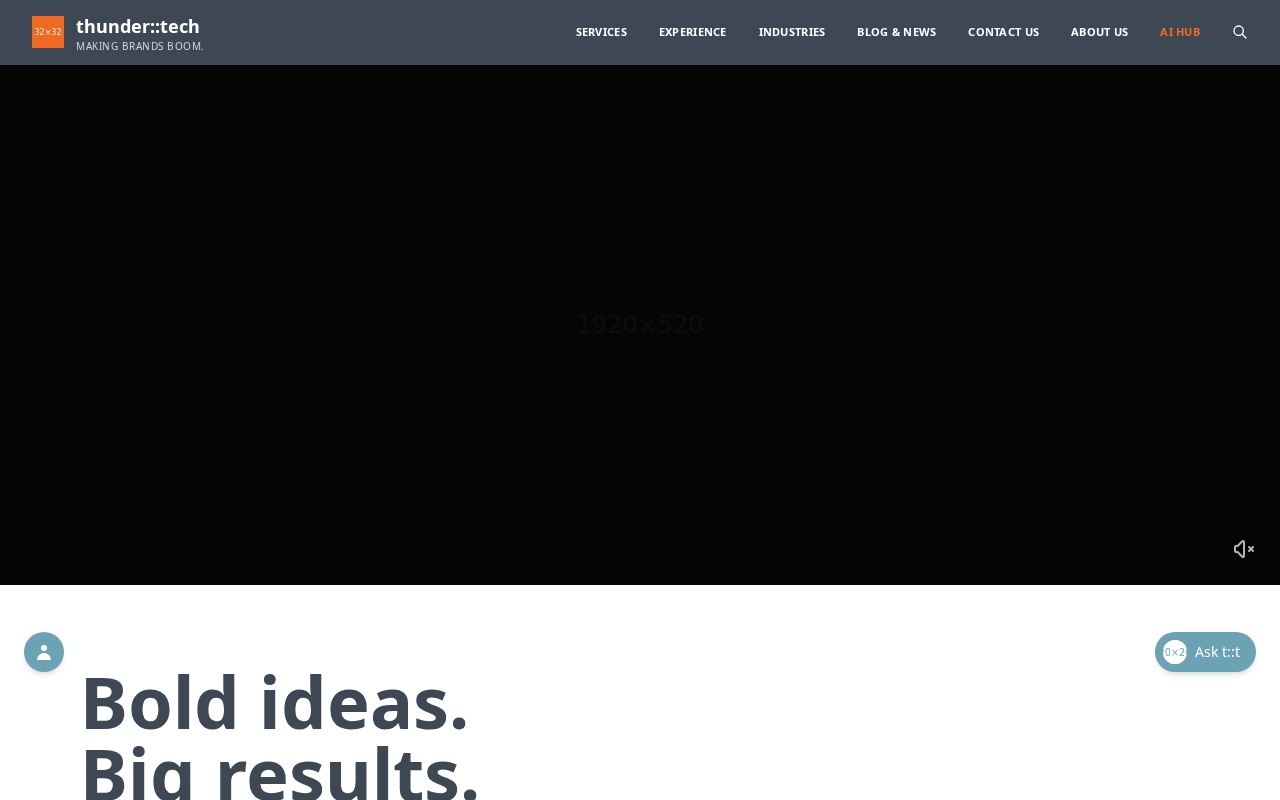 32×32
thunder::tech
MAKING BRANDS BOOM.
SERVICES
EXPERIENCE
INDUSTRIES
BLOG & NEWS
CONTACT US
ABOUT US
AI HUB
1920×520
Ask t::t
Bold ideas.
Big results.